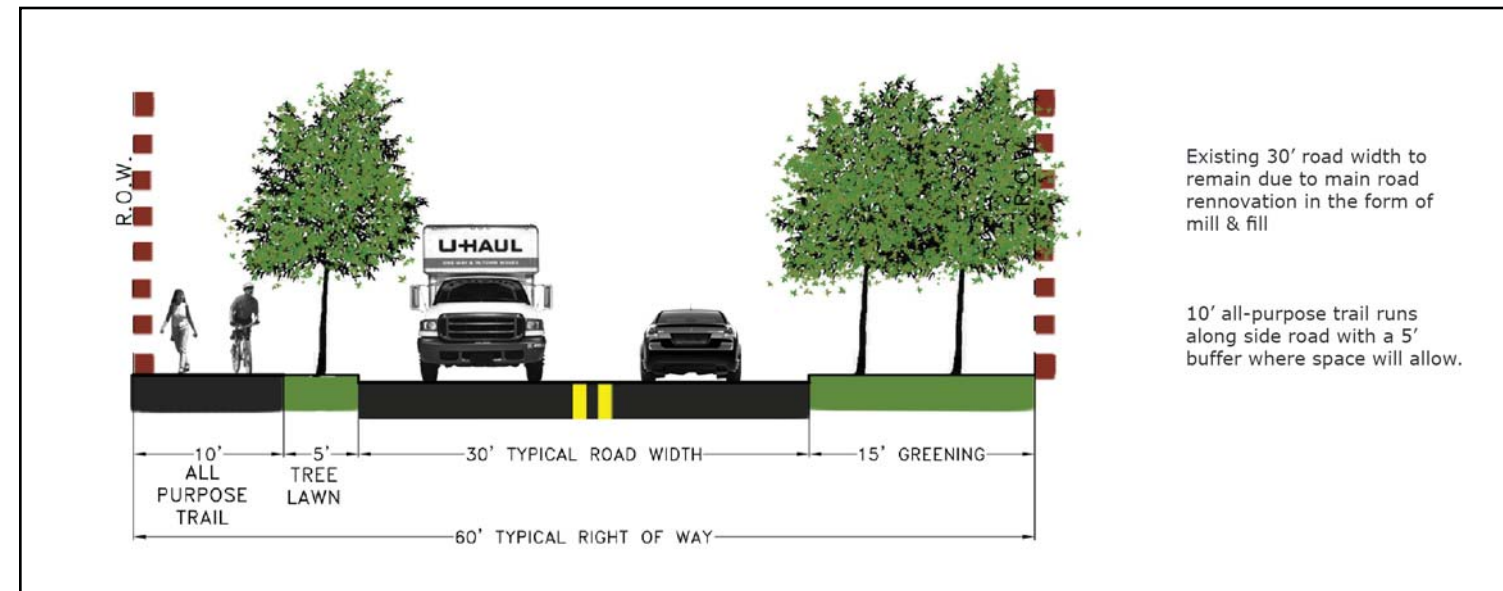 R.O.W.
U-HAUL
Existing 30' road width to
remain due to main road
rennovation in the form of
mill & fill
10' all-purpose trail runs
along side road with a 5'
buffer where space will allow.
10'
ALL
PURPOSE
TRAIL
5'
TREE
LAWN
30' TYPICAL ROAD WIDTH
15' GREENING
60' TYPICAL RIGHT OF WAY